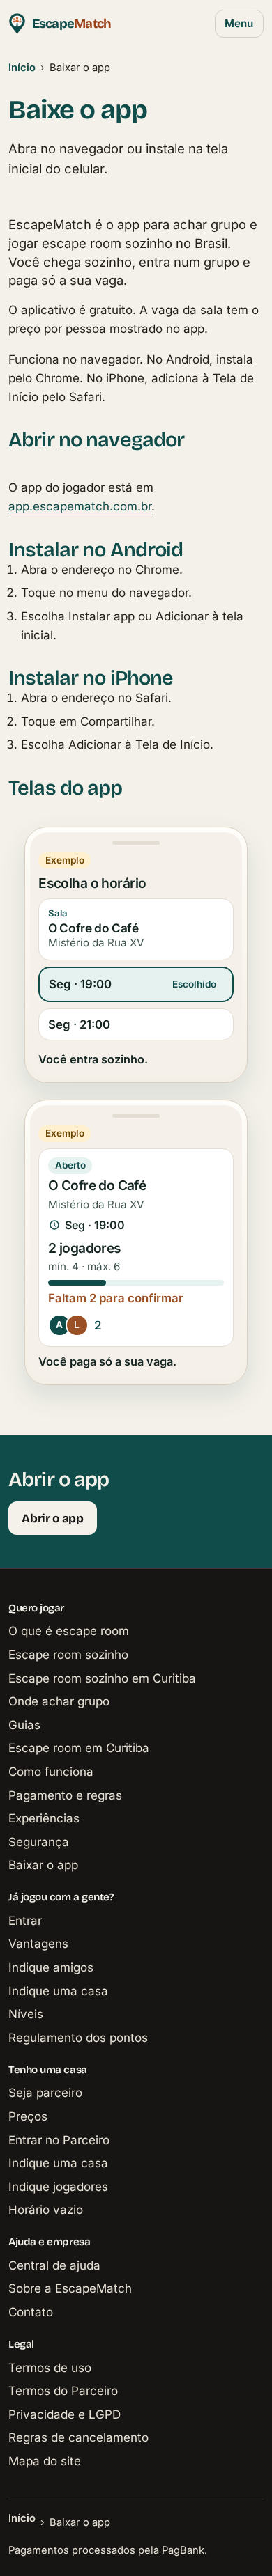 EscapeMatch
Menu
Início › Baixar o app
Baixe o app
Abra no navegador ou instale na tela
inicial do celular.
EscapeMatch é o app para achar grupo e
jogar escape room sozinho no Brasil.
Você chega sozinho, entra num grupo e
paga só a sua vaga.
O aplicativo é gratuito. A vaga da sala tem o
preço por pessoa mostrado no app.
Funciona no navegador. No Android, instala
pelo Chrome. No iPhone, adiciona à Tela de
Início pelo Safari.
Abrir no navegador
O app do jogador está em
app.escapematch.com.br.
Instalar no Android
1. Abra o endereço no Chrome.
2. Toque no menu do navegador.
3. Escolha Instalar app ou Adicionar à tela
inicial.
Instalar no iPhone
1. Abra o endereço no Safari.
2. Toque em Compartilhar.
3. Escolha Adicionar à Tela de Início.
Telas do app
Exemplo
Escolha o horário
Sala
O Cofre do Café
Mistério da Rua XV
Seg · 19:00 Escolhido
Seg · 21:00
Você entra sozinho.
Exemplo
Aberto
O Cofre do Café
Mistério da Rua XV
Seg · 19:00
2 jogadores
mín. 4 · máx. 6
Faltam 2 para confirmar
A L 2
Você paga só a sua vaga.
Abrir o app
Abrir o app
Quero jogar
O que é escape room
Escape room sozinho
Escape room sozinho em Curitiba
Onde achar grupo
Guias
Escape room em Curitiba
Como funciona
Pagamento e regras
Experiências
Segurança
Baixar o app
Já jogou com a gente?
Entrar
Vantagens
Indique amigos
Indique uma casa
Níveis
Regulamento dos pontos
Tenho uma casa
Seja parceiro
Preços
Entrar no Parceiro
Indique uma casa
Indique jogadores
Horário vazio
Ajuda e empresa
Central de ajuda
Sobre a EscapeMatch
Contato
Legal
Termos de uso
Termos do Parceiro
Privacidade e LGPD
Regras de cancelamento
Mapa do site
Início › Baixar o app
Pagamentos processados pela PagBank.